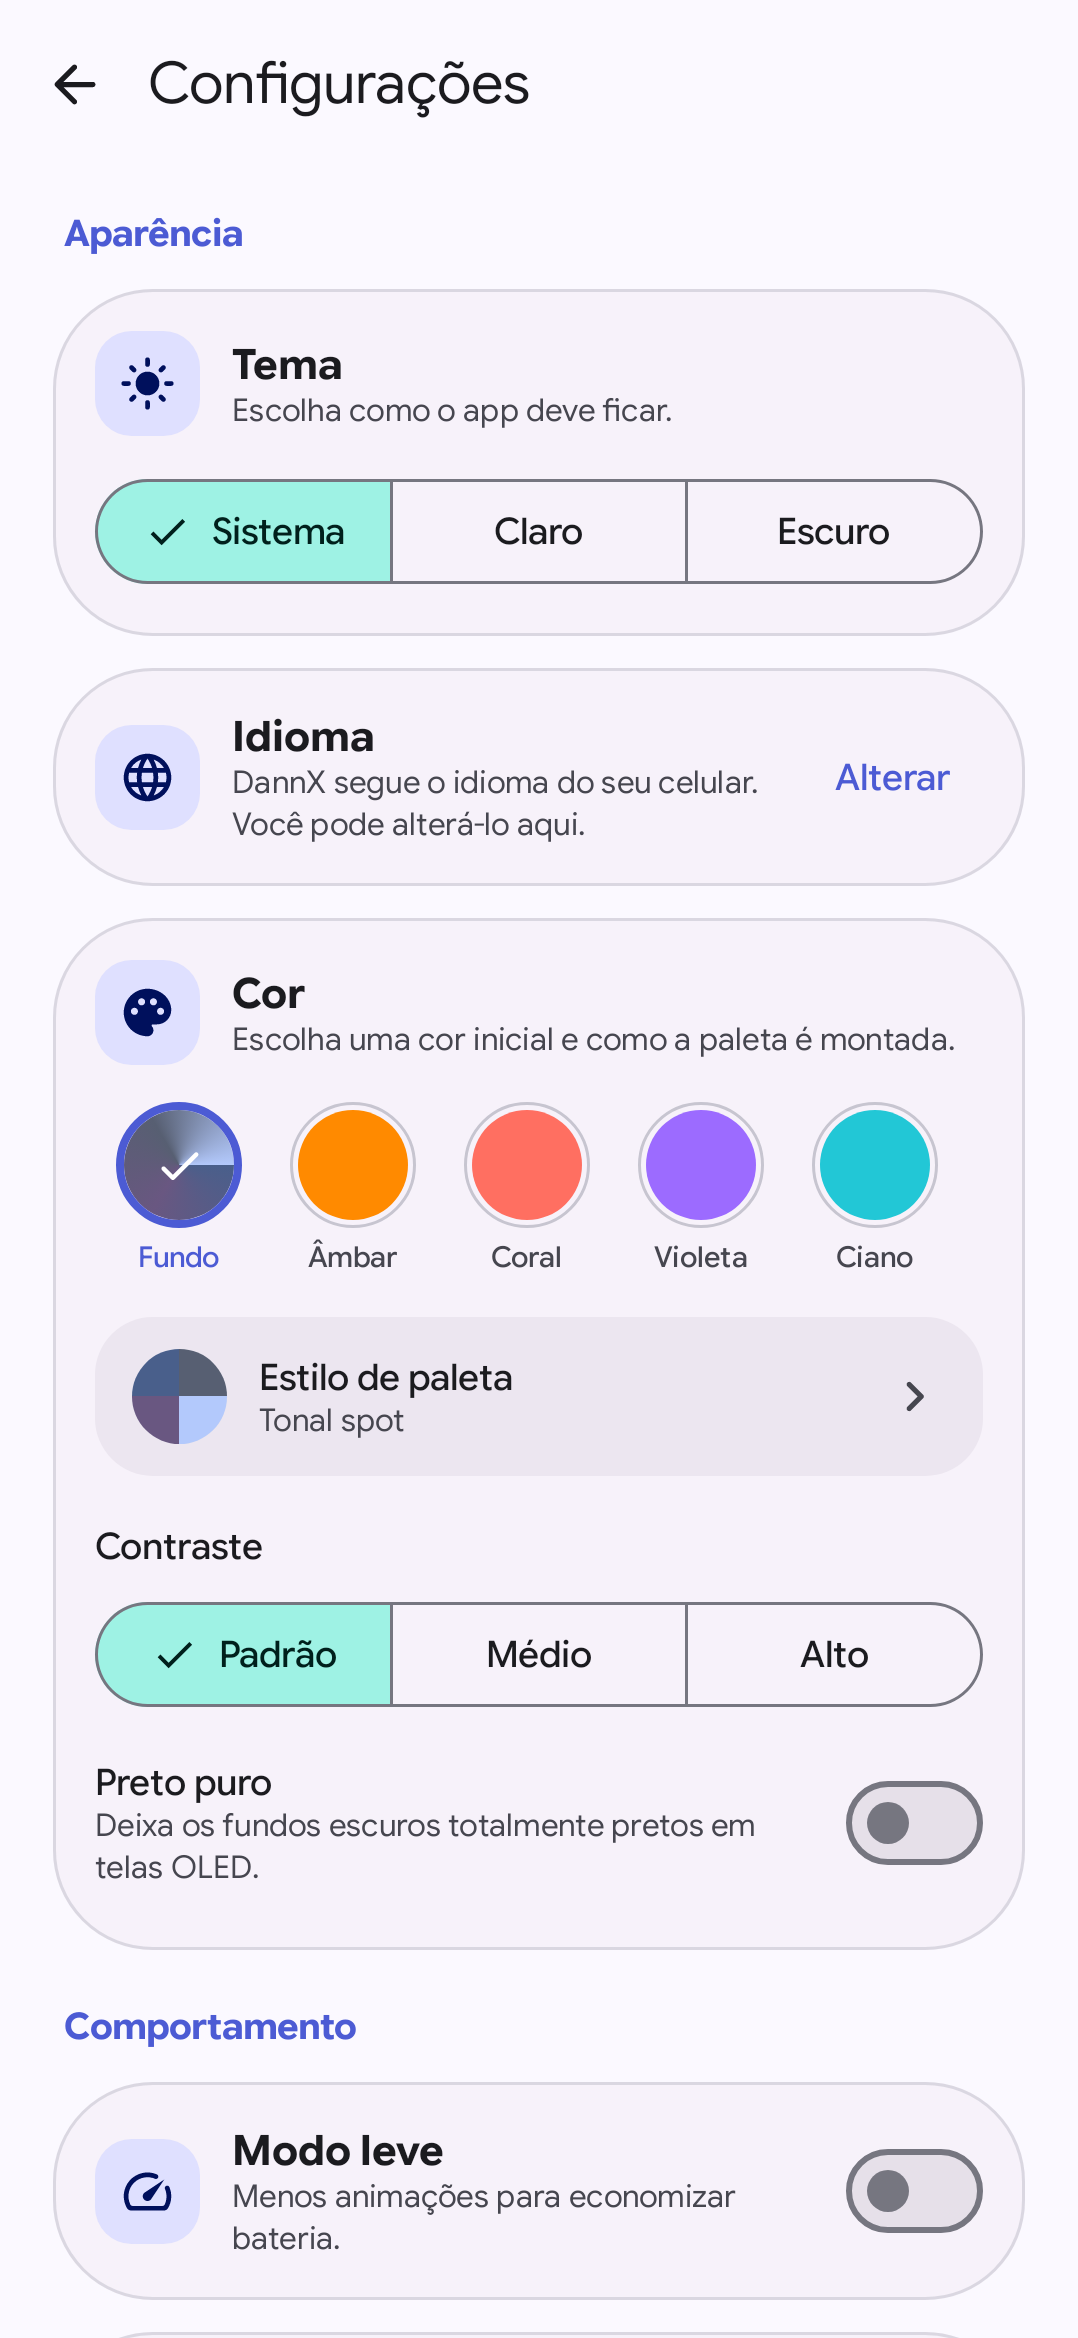 Configurações
Aparência
Tema
Escolha como o app deve ficar.
Sistema
Claro
Escuro
Idioma
DannX segue o idioma do seu celular.
Você pode alterá-lo aqui.
Alterar
Cor
Escolha uma cor inicial e como a paleta é montada.
Fundo
Âmbar
Coral
Violeta
Ciano
Estilo de paleta
Tonal spot
Contraste
Padrão
Médio
Alto
Preto puro
Deixa os fundos escuros totalmente pretos em
telas OLED.
Comportamento
Modo leve
Menos animações para economizar
bateria.